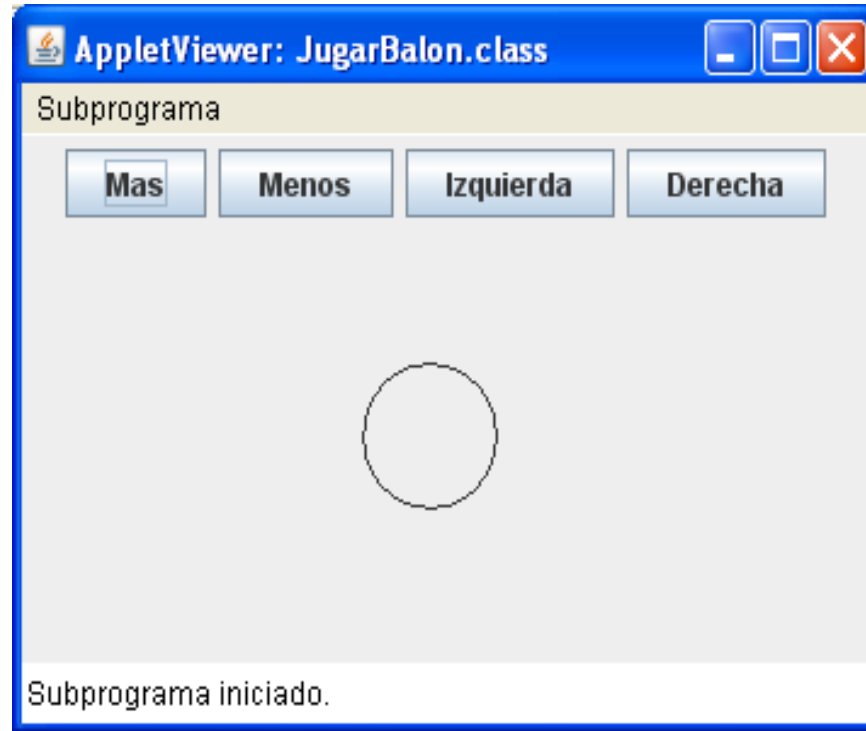 AppletViewer: JugarBalon.class
Subprograma
Mas Menos Izquierda Derecha
Subprograma iniciado.